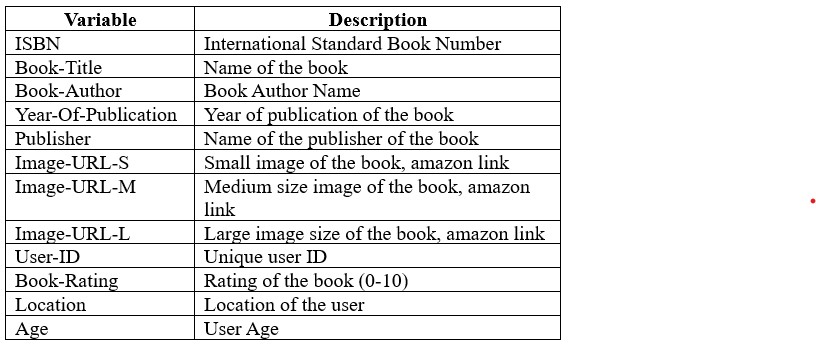 Variable Description
ISBN International Standard Book Number
Book-Title Name of the book
Book-Author Book Author Name
Year-Of-Publication Year of publication of the book
Publisher Name of the publisher of the book
Image-URL-S Small image of the book, amazon link
Image-URL-M Medium size image of the book, amazon
link
Image-URL-L Large image size of the book, amazon link
User-ID Unique user ID
Book-Rating Rating of the book (0-10)
Location Location of the user
Age User Age